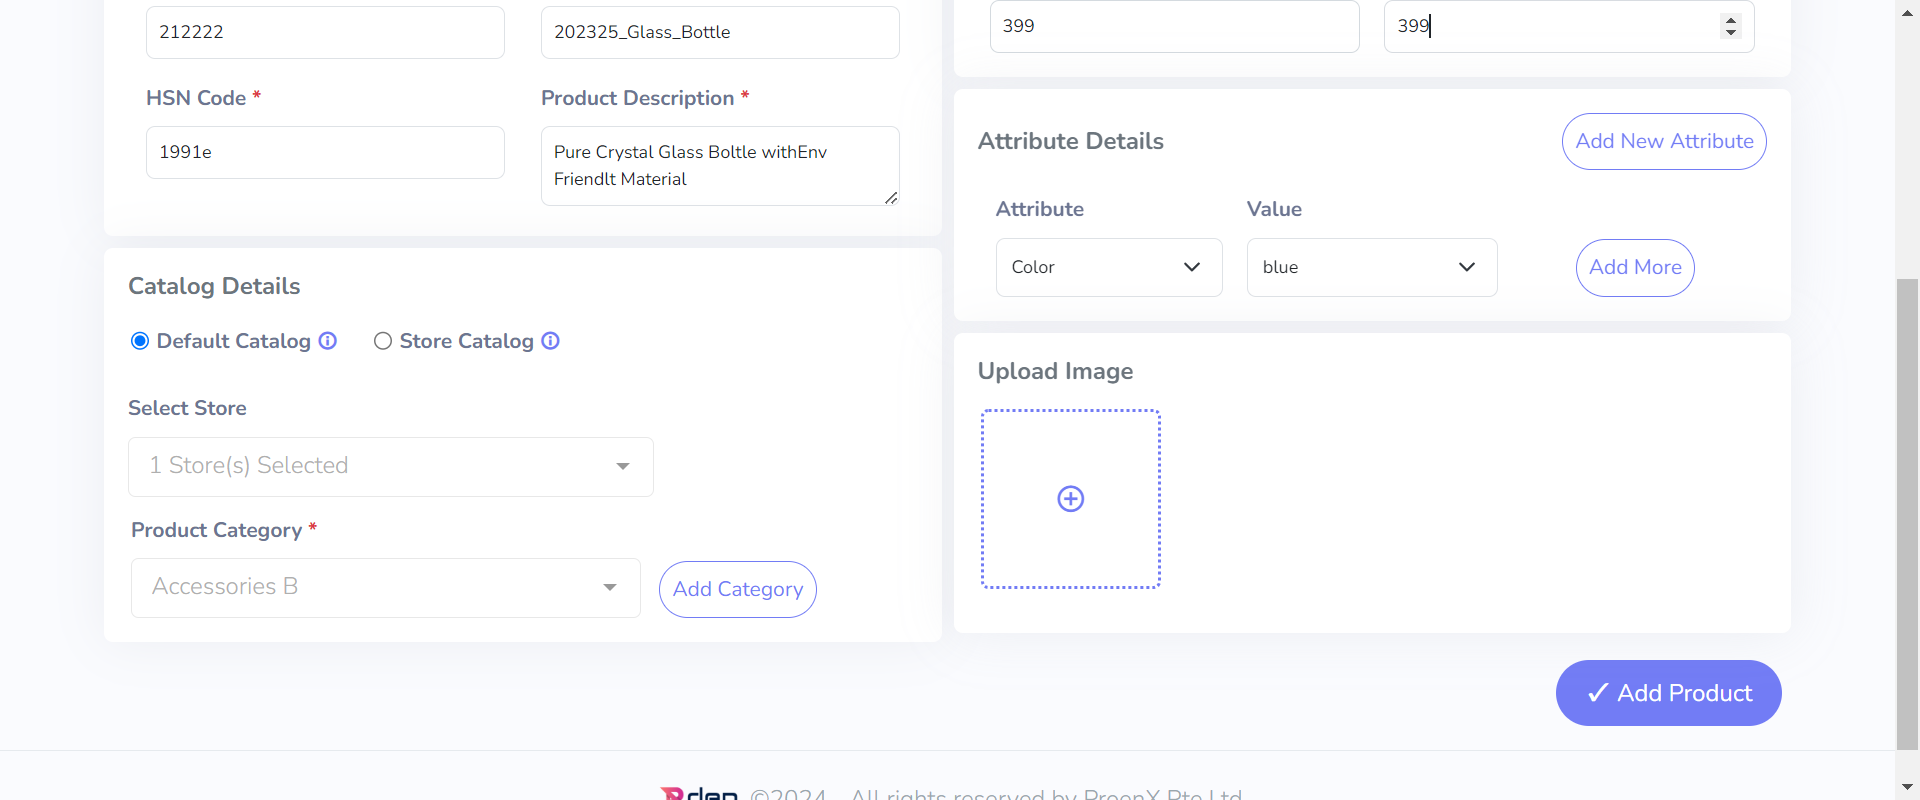 212222
202325_Glass_Bottle
HSN Code *
Product Description *
1991e
Pure Crystal Glass Boltle withEnv
Friendlt Material
Catalog Details
Default Catalog
Store Catalog
Select Store
1 Store(s) Selected
Product Category *
Accessories B
Add Category
399
399
Attribute Details
Add New Attribute
Attribute
Value
Color
blue
Add More
Upload Image
✓ Add Product
©2024 All rights reserved by ProenX Pte Ltd